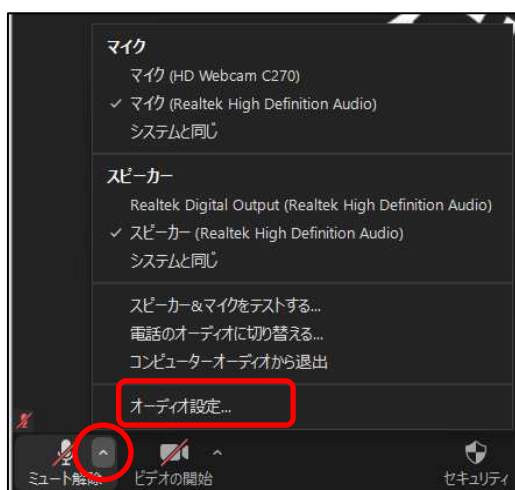 マイク
マイク (HD Webcam C270)
✓ マイク (Realtek High Definition Audio)
システムと同じ
スピーカー
Realtek Digital Output (Realtek High Definition Audio)
✓ スピーカー (Realtek High Definition Audio)
システムと同じ
スピーカー&マイクをテストする...
電話のオーディオに切り替える...
コンピューターオーディオから退出
オーディオ設定...
ミュート解除 ビデオの開始 セキュリティ